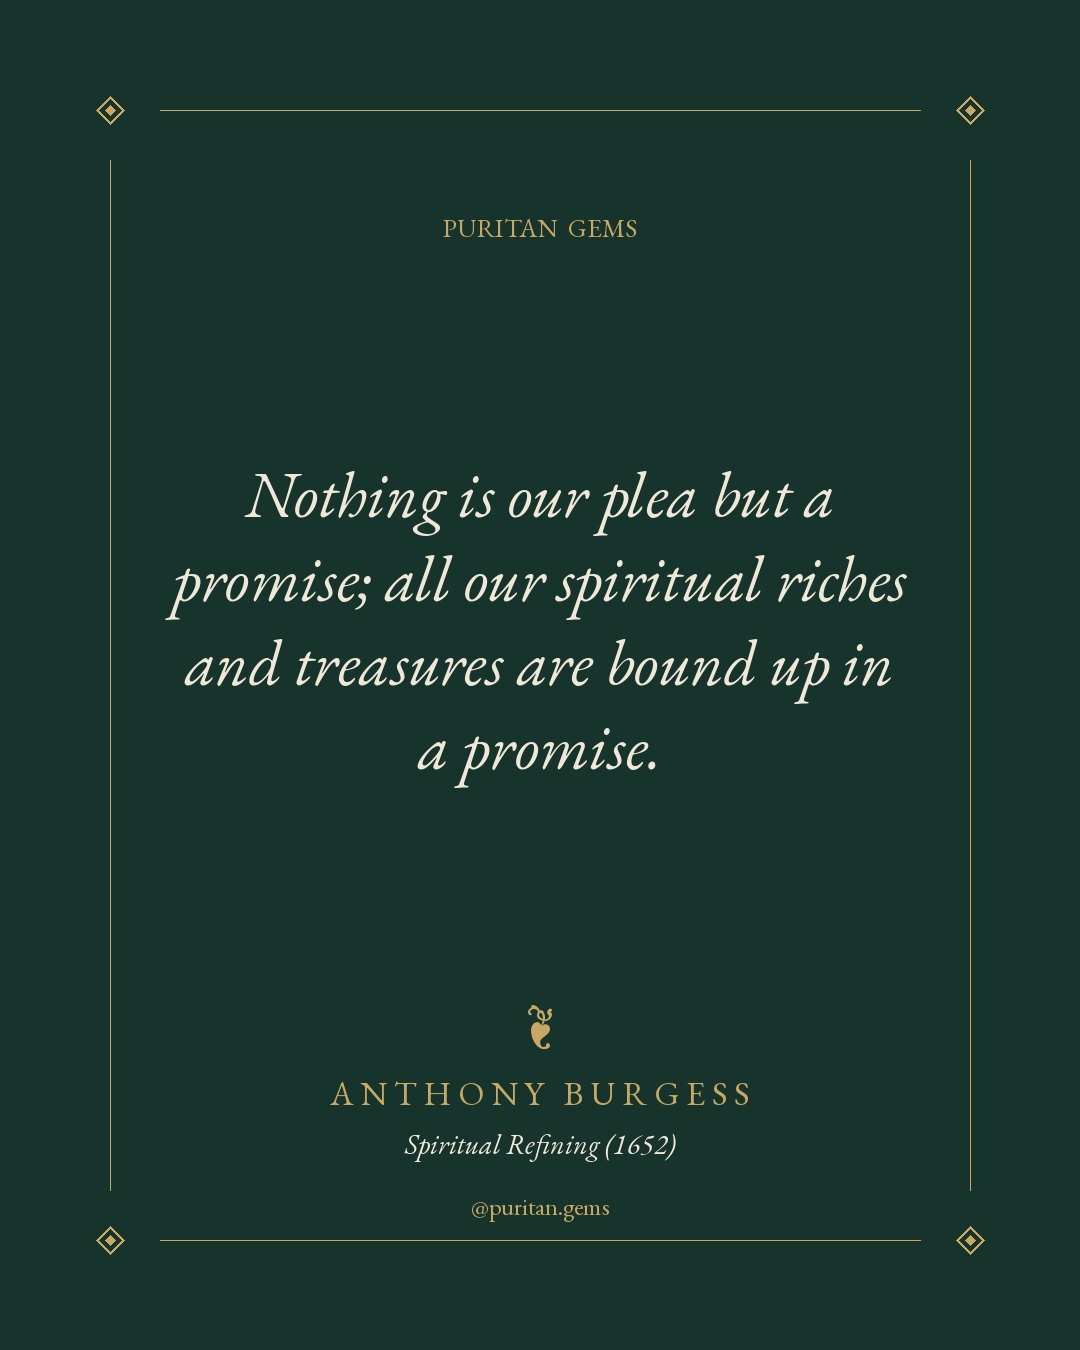 PURITAN GEMS
Nothing is our plea but a
promise; all our spiritual riches
and treasures are bound up in
a promise.
ANTHONY BURGESS
Spiritual Refining (1652)
@puritan.gems